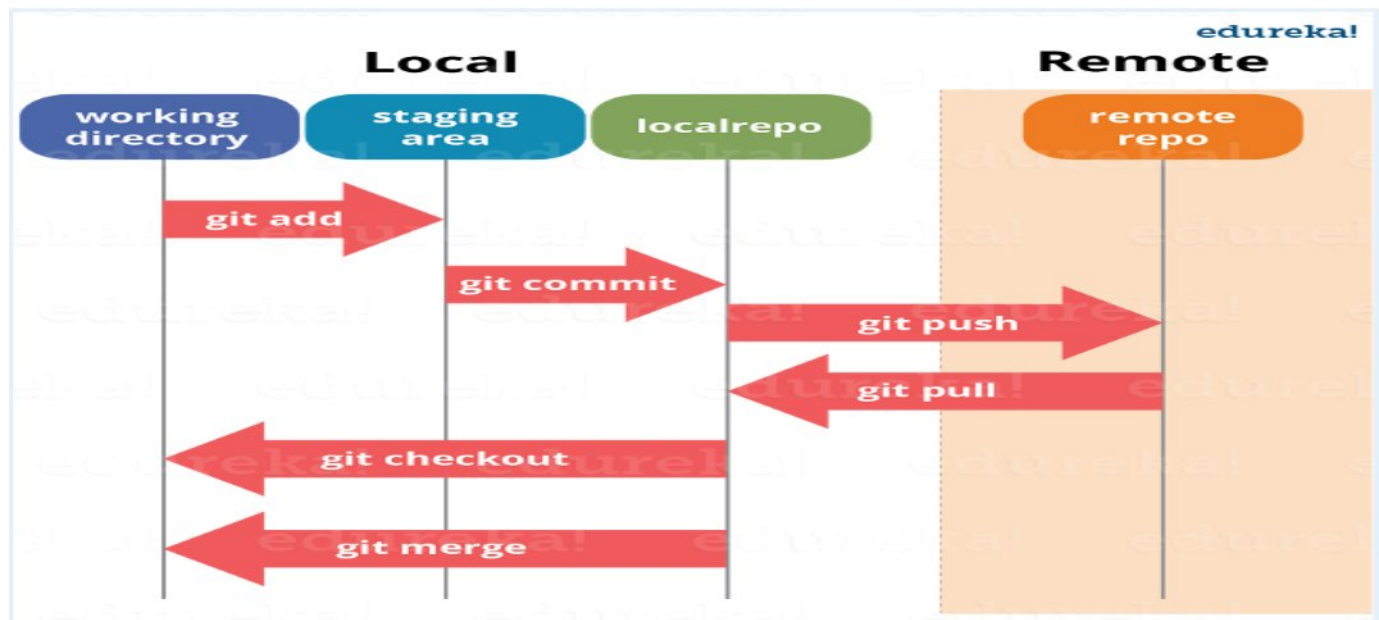 edureka!
Local
Remote
working
directory
staging
area
localrepo
remote
repo
git add
git commit
git push
git pull
git checkout
git merge